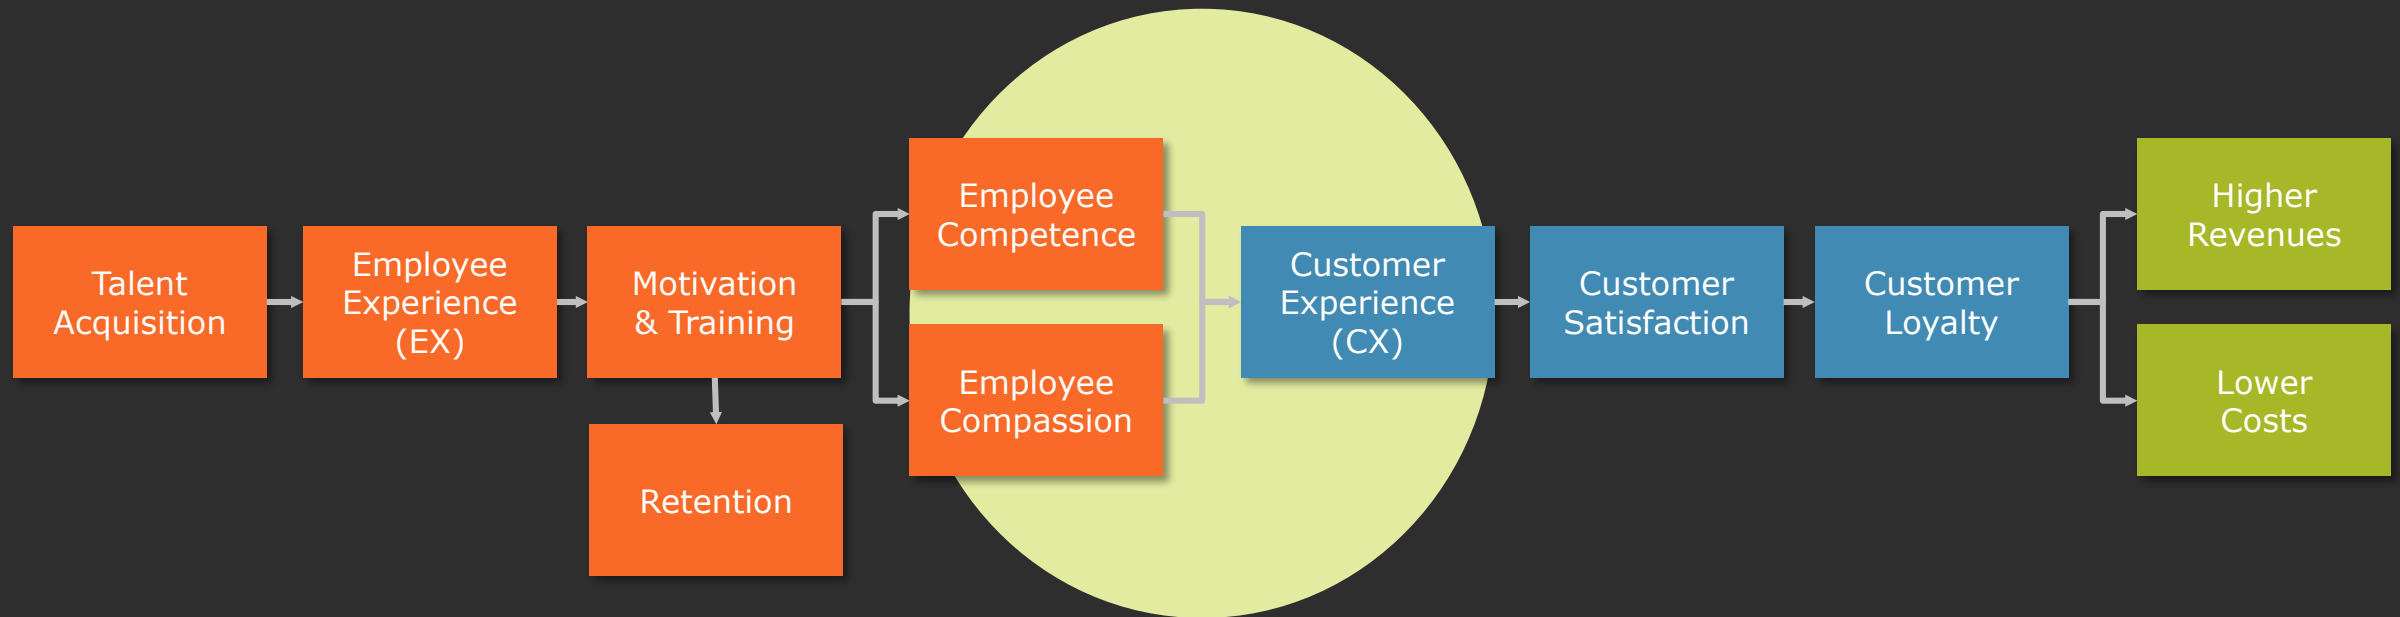 Talent
Acquisition
Employee
Experience
(EX)
Motivation
& Training
Retention
Employee
Competence
Employee
Compassion
Customer
Experience
(CX)
Customer
Satisfaction
Customer
Loyalty
Higher
Revenues
Lower
Costs